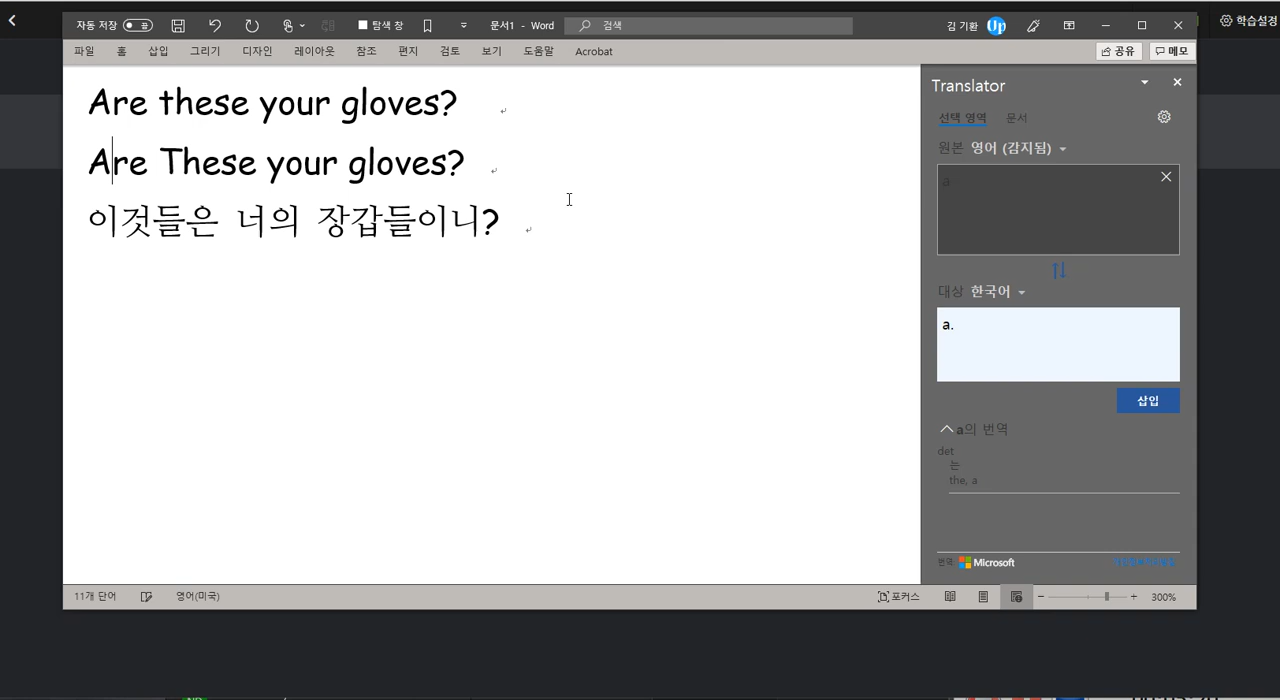 학습설정
자동 저장 끔 탐색 창 문서1 - Word 검색 김 기환 Up
파일 홈 삽입 그리기 디자인 레이아웃 참조 편지 검토 보기 도움말 Acrobat 공유 메모
Are these your gloves?
Are These your gloves?
이것들은 너의 장갑들이니?
Translator
선택 영역 문서
원본 영어 (감지됨)
a
대상 한국어
a.
삽입
a의 번역
det
는
the, a
번역: Microsoft
11개 단어 영어(미국) 포커스 300%